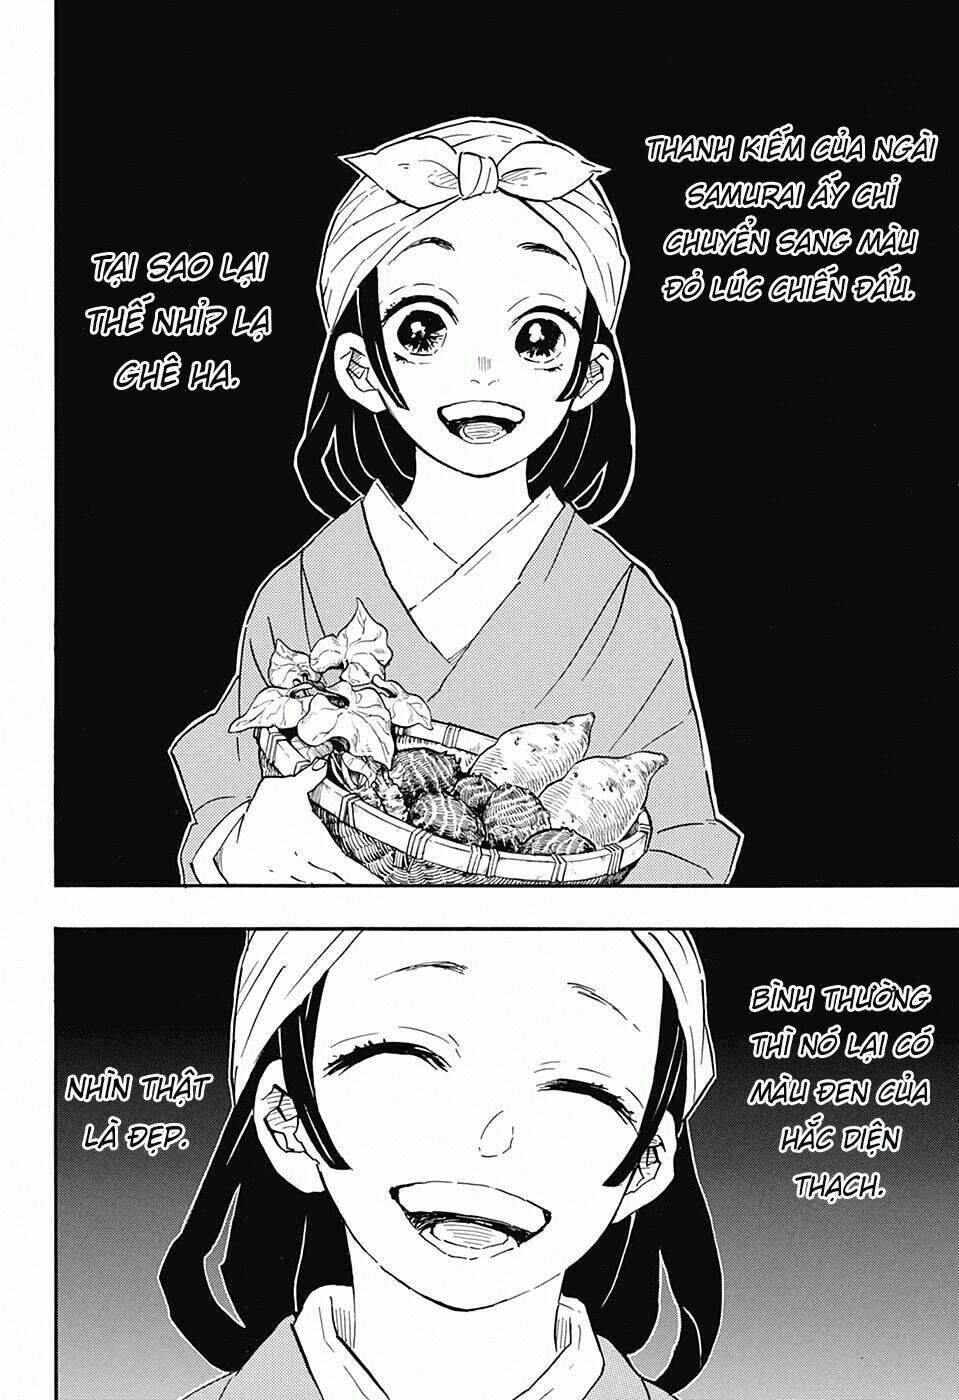 THANH KIẾM CỦA NGÀI
SAMURAI ẤY CHỈ
CHUYỂN SANG MÀU
ĐỎ LÚC CHIẾN ĐẤU.
TẠI SAO LẠI
THẾ NHỈ? LẠ
GHÊ HA.
BÌNH THƯỜNG
THÌ NÓ LẠI CÓ
MÀU ĐEN CỦA
HẮC DIỆN
THẠCH.
NHÌN THẬT
LÀ ĐẸP.